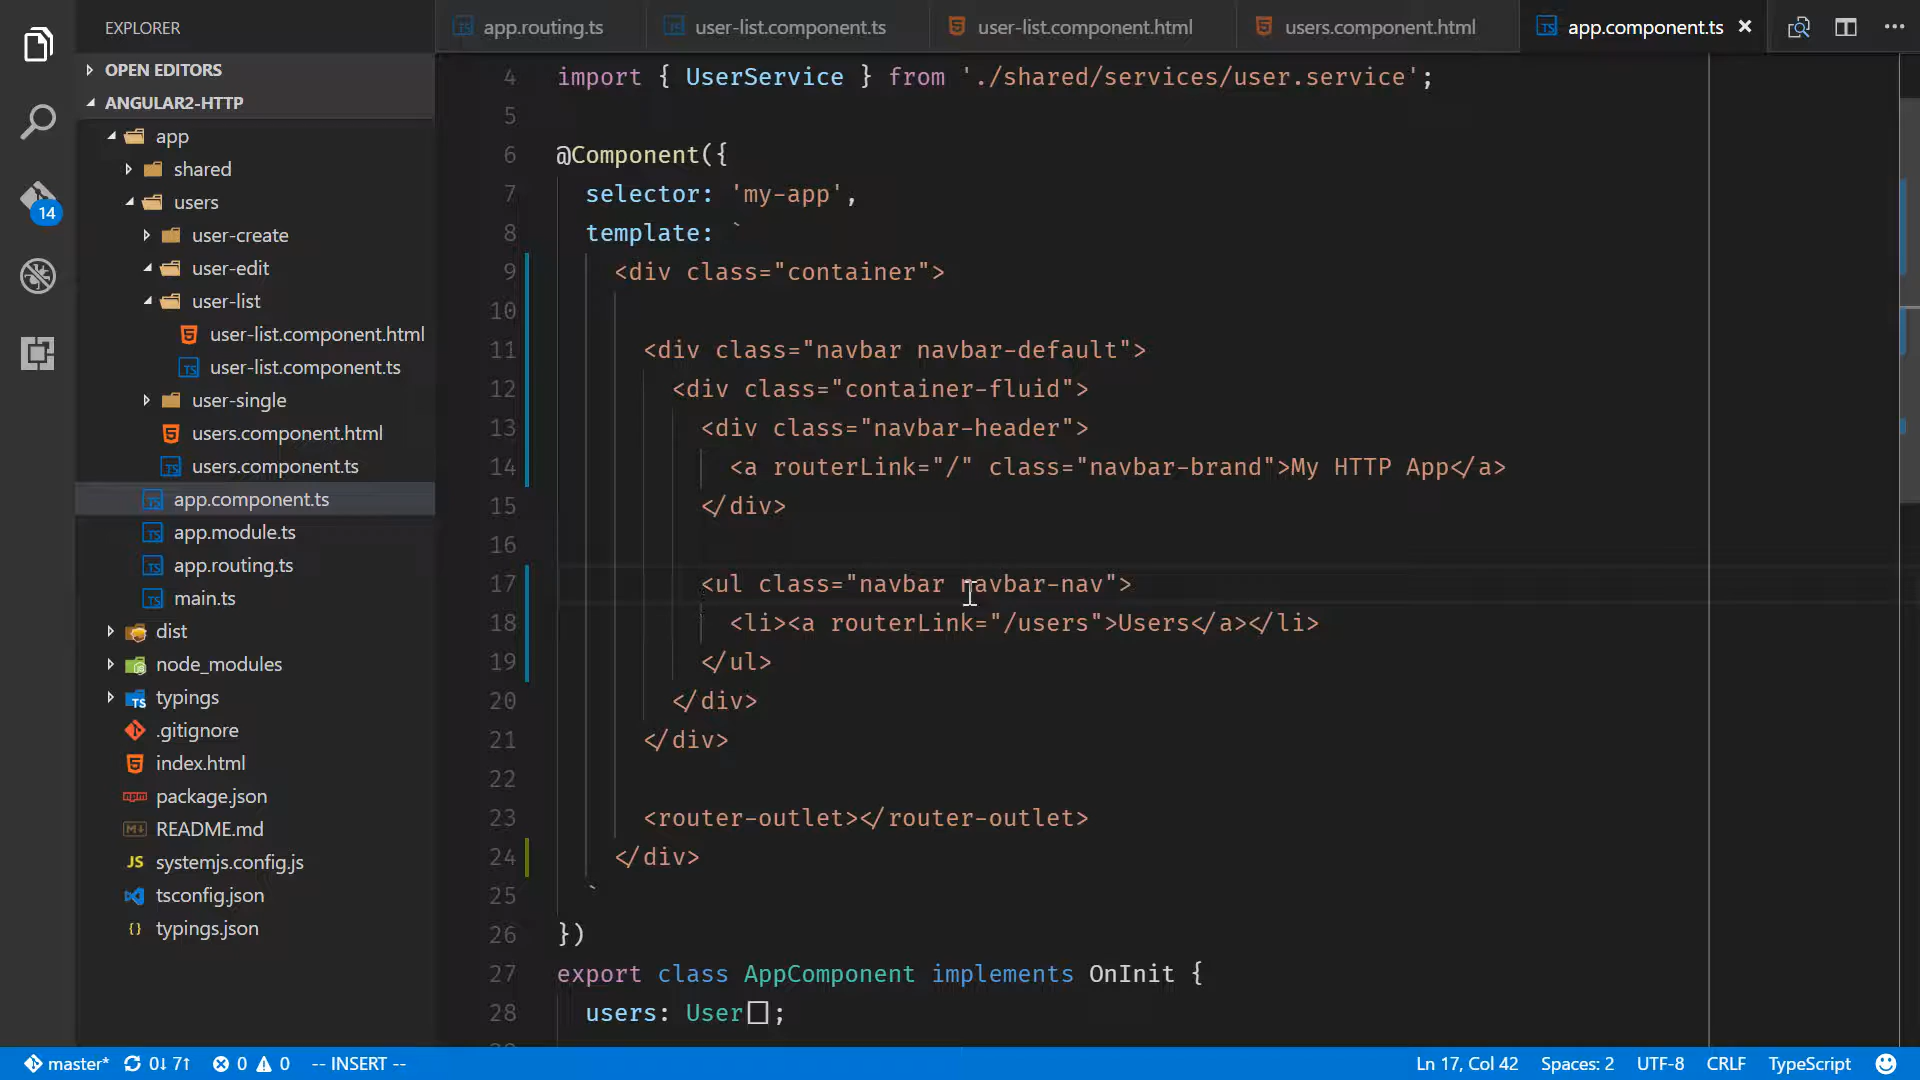 EXPLORER
OPEN EDITORS
ANGULAR2-HTTP
app
shared
users
user-create
user-edit
user-list
user-list.component.html
user-list.component.ts
user-single
users.component.html
users.component.ts
app.component.ts
app.module.ts
app.routing.ts
main.ts
dist
node_modules
typings
.gitignore
index.html
package.json
README.md
systemjs.config.js
tsconfig.json
typings.json
14
app.routing.ts user-list.component.ts user-list.component.html users.component.html app.component.ts
4 import { UserService } from './shared/services/user.service';
5
6 @Component({
7 selector: 'my-app',
8 template: `
9 <div class="container">
10
11 <div class="navbar navbar-default">
12 <div class="container-fluid">
13 <div class="navbar-header">
14 <a routerLink="/" class="navbar-brand">My HTTP App</a>
15 </div>
16
17 <ul class="navbar navbar-nav">
18 <li><a routerLink="/users">Users</a></li>
19 </ul>
20 </div>
21 </div>
22
23 <router-outlet></router-outlet>
24 </div>
25 `
26 })
27 export class AppComponent implements OnInit {
28 users: User[];
master* 0↓ 7↑ 0 0 -- INSERT -- Ln 17, Col 42 Spaces: 2 UTF-8 CRLF TypeScript